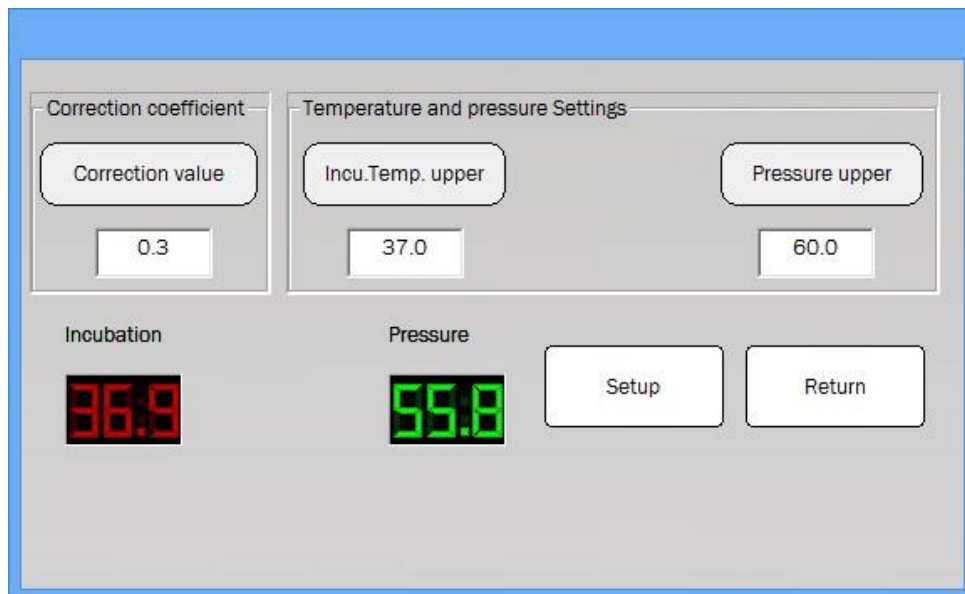 Correction coefficient
Temperature and pressure Settings
Correction value
Incu.Temp. upper
Pressure upper
0.3
37.0
60.0
Incubation
Pressure
36.9
55.8
Setup
Return